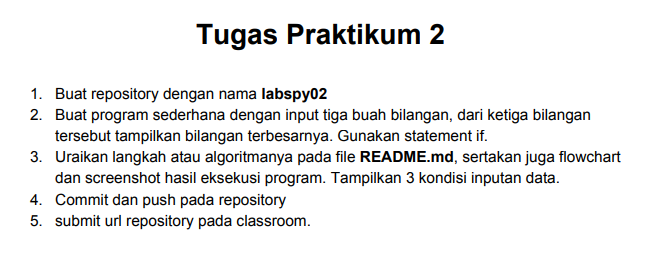 Tugas Praktikum 2
1. Buat repository dengan nama labspy02
2. Buat program sederhana dengan input tiga buah bilangan, dari ketiga bilangan
tersebut tampilkan bilangan terbesarnya. Gunakan statement if.
3. Uraikan langkah atau algoritmanya pada file README.md, sertakan juga flowchart
dan screenshot hasil eksekusi program. Tampilkan 3 kondisi inputan data.
4. Commit dan push pada repository
5. submit url repository pada classroom.